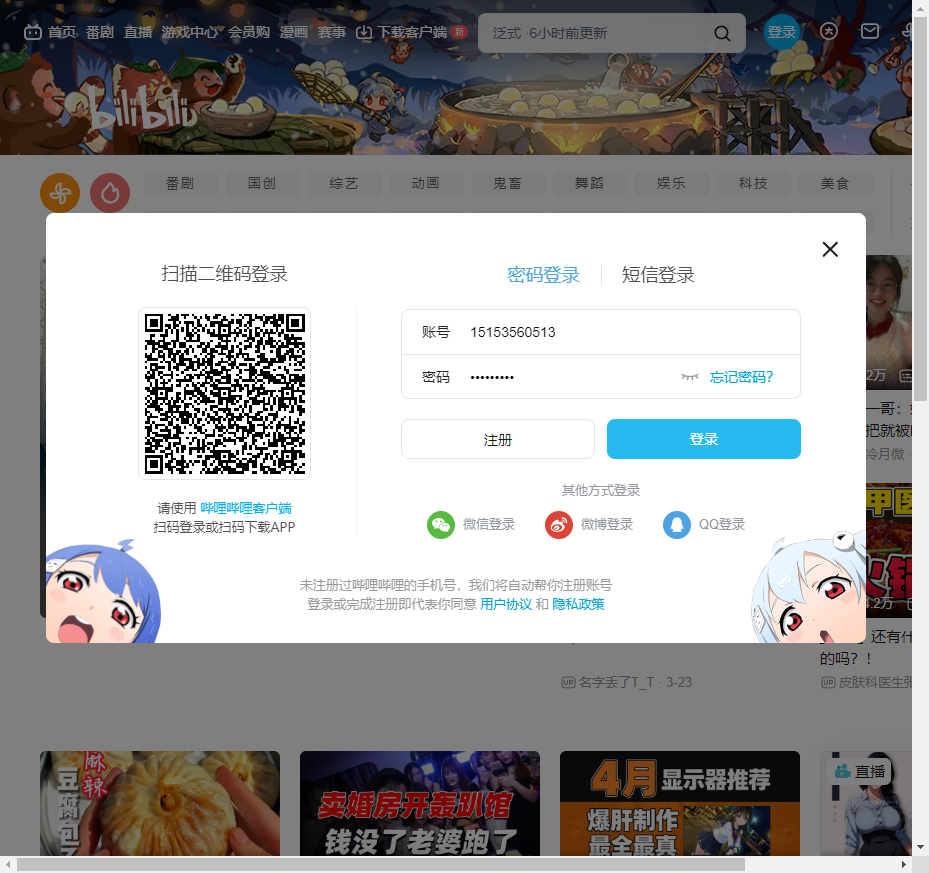 首页 番剧 直播 游戏中心 会员购 漫画 赛事 下载客户端 新 泛式 ·6小时前更新 登录
bilibili
番剧 国创 综艺 动画 鬼畜 舞蹈 娱乐 科技 美食
扫描二维码登录
密码登录 短信登录
账号 15153560513
密码 ••••••••• 忘记密码?
注册 登录
其他方式登录
微信登录 微博登录 QQ登录
请使用 哔哩哔哩客户端
扫码登录或扫码下载APP
未注册过哔哩哔哩的手机号，我们将自动帮你注册账号
登录或完成注册即代表你同意 用户协议 和 隐私政策
2万
一哥：
把就被
冷月微 ·
甲
火锅
.2万
还有什
的吗？！
UP 名字丢了T_T · 3-23
UP 皮肤科医生张
麻辣
豆腐包子
卖婚房开轰趴馆
钱没了老婆跑了
4月显示器推荐
爆肝制作
最全最真
直播